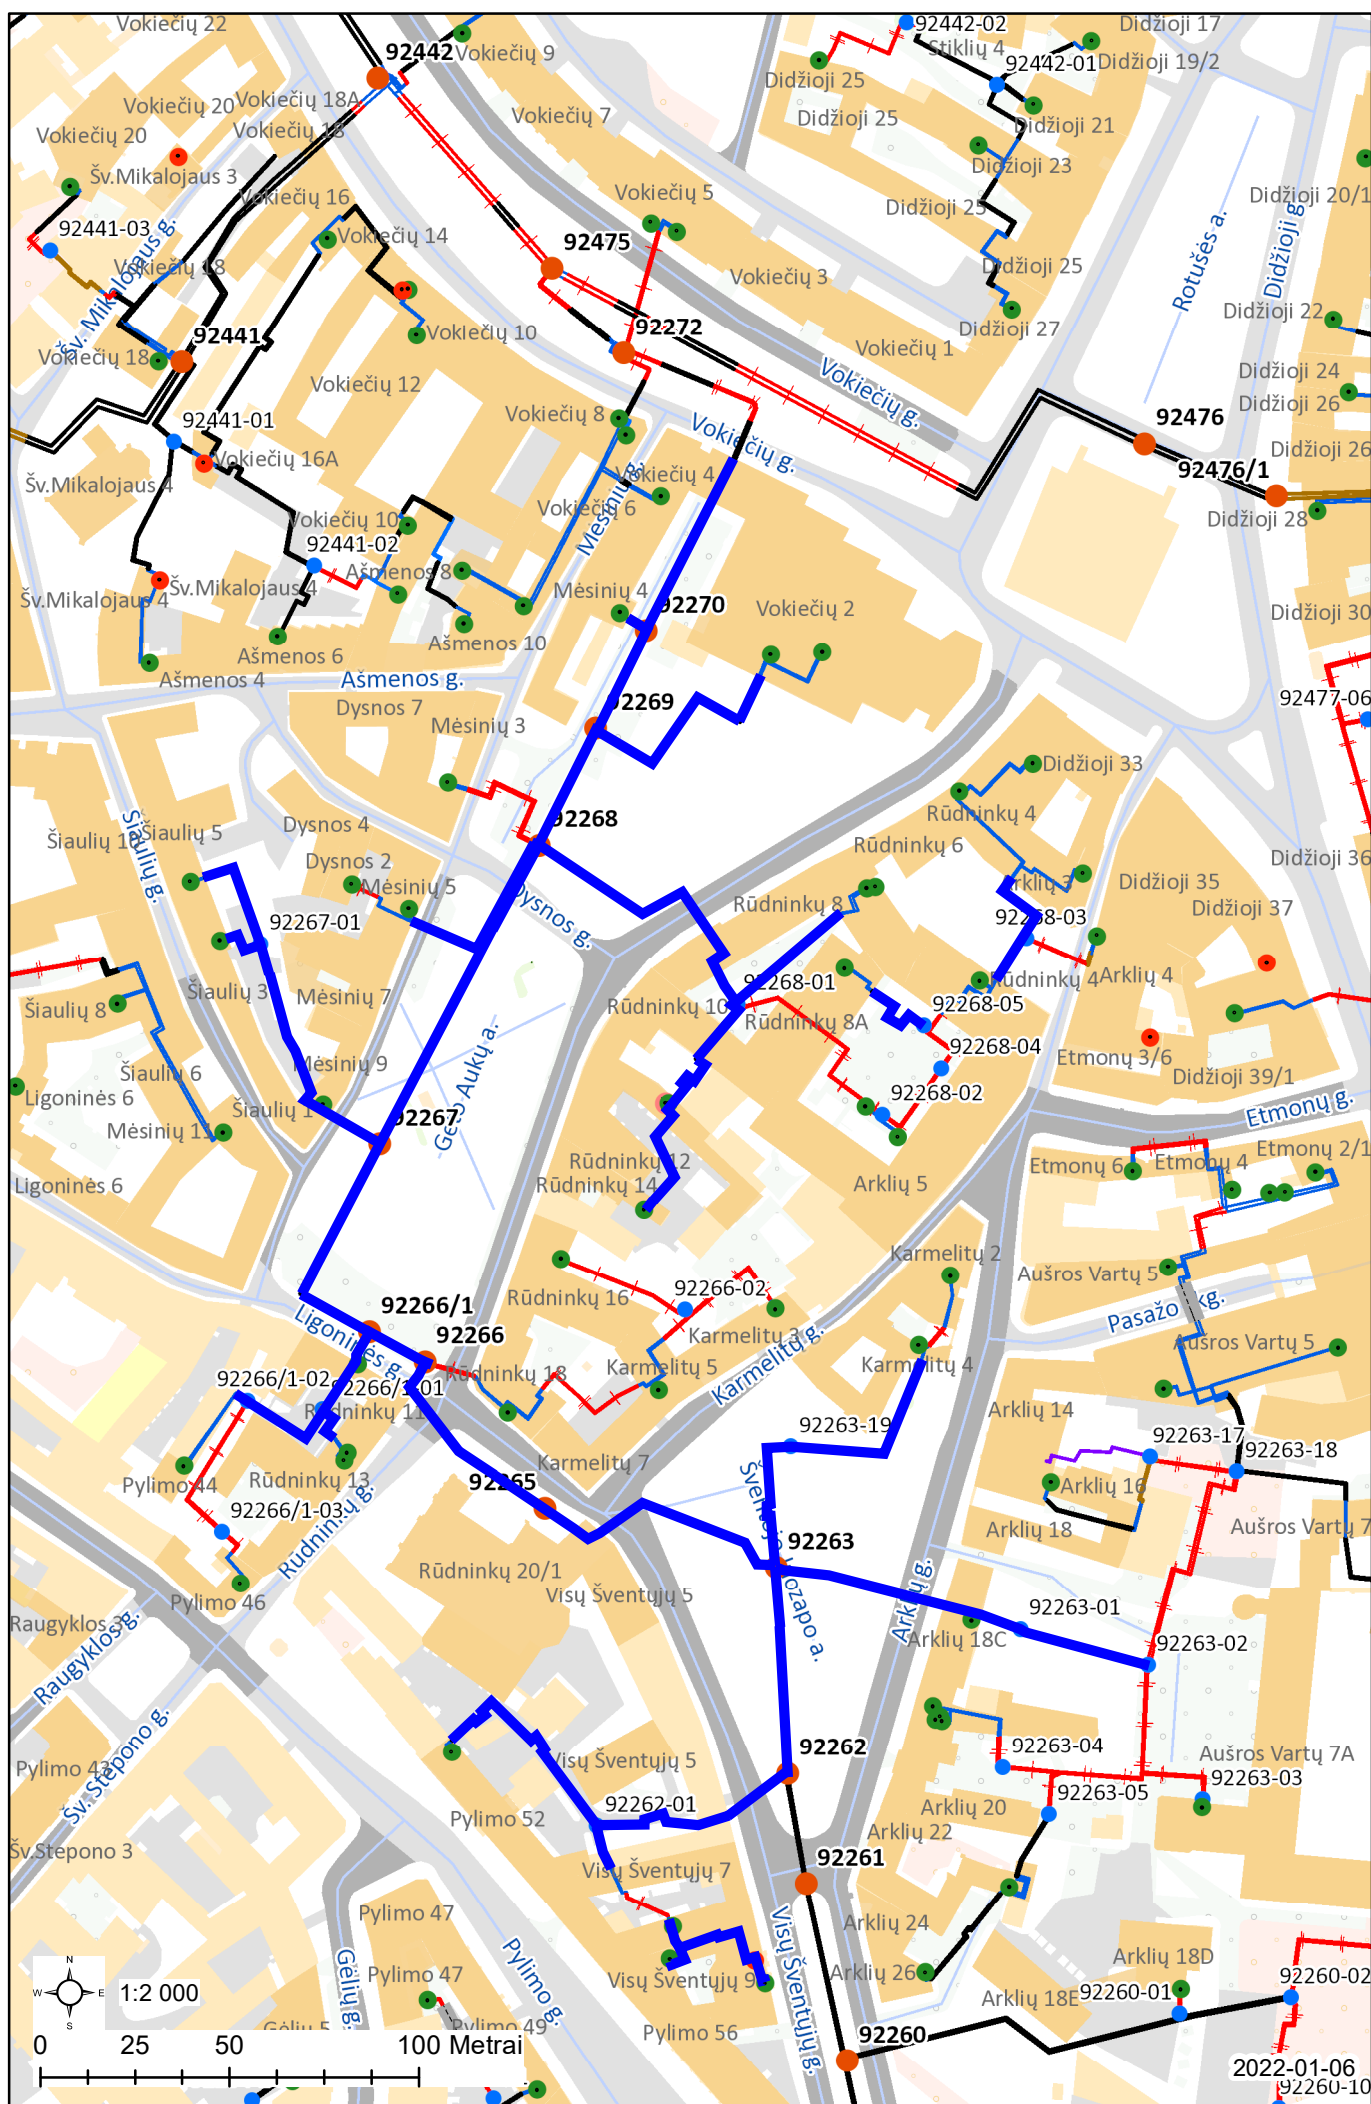 Vokiečių 22
92442
Vokiečių 9
92442-02
Didžioji 17
Stiklių 4
92442-01
Didžioji 19/2
Didžioji 25
Vokiečių 20
Vokiečių 18A
Vokiečių 7
Didžioji 25
Didžioji 21
Vokiečių 20
Vokiečių 18
Didžioji 23
Šv.Mikalojaus 3
Vokiečių 16
Vokiečių 5
Didžioji 25
Didžioji 20/1
92441-03
Vokiečių 14
92475
Rotušės a.
Didžioji g.
Šv. Mikalojaus g.
Vokiečių 18
Vokiečių 3
Didžioji 25
92441
Vokiečių 10
92272
Didžioji 27
Didžioji 22
Vokiečių 18
Vokiečių 1
Vokiečių 12
Vokiečių g.
Didžioji 24
Didžioji 26
92441-01
Vokiečių 8
Vokiečių g.
92476
Vokiečių 16A
Didžioji 26
Šv.Mikalojaus 4
Vokiečių 4
92476/1
Vokiečių 6
Mėsinių g.
Vokiečių 10
Didžioji 28
92441-02
Ašmenos 8
Šv.Mikalojaus 4
Šv.Mikalojaus 4
Mėsinių 4
92270
Vokiečių 2
Didžioji 30
Ašmenos 10
Ašmenos 6
Ašmenos 4
Ašmenos g.
92269
92477-06
Dysnos 7
Mėsinių 3
Didžioji 33
Šiaulių g.
Dysnos 4
92268
Rūdninkų 4
Šiaulių 5
Rūdninkų 6
Dysnos 2
Mėsinių 5
Arklių 3
Didžioji 36
Didžioji 35
Dysnos g.
Rūdninkų 8
Didžioji 37
92267-01
92268-03
Šiaulių 3
Mėsinių 7
92268-01
Rūdninkų 4
Arklių 4
Šiaulių 8
Rūdninkų 10
Rūdninkų 8A
92268-05
92268-04
Mėsinių 9
Geto Aukų a.
Etmonų 3/6
Šiaulių 6
Didžioji 39/1
Ligoninės 6
92268-02
Šiaulių 1
Etmonų g.
92267
Mėsinių 11
Etmonų 2/1
Rūdninkų 12
Etmonų 6
Etmonų 4
Ligoninės 6
Rūdninkų 14
Arklių 5
Karmelitų 2
Aušros Vartų 5
92266-02
Rūdninkų 16
92266/1
Karmelitų 3
Ligoninės g.
Aušros Vartų 5
92266
Karmelitų g.
Karmelitų 4
Rūdninkų 18
Karmelitų 5
92266/1-02
92266/1-01
Rūdninkų 11
92263-19
Arklių 14
92263-17
92263-18
Pylimo 44
Rūdninkų 13
Karmelitų 7
Arklių 16
92265
92266/1-03
Rūdninkų g.
Arklių 18
Aušros Vartų 7
92263
Rūdninkų 20/1
Visų Šventųjų 5
Pylimo 46
Arklių g.
92263-01
Raugyklos g.
Arklių 18C
92263-02
Šv. Stepono g.
92262
Visų Šventųjų 5
92263-04
Aušros Vartų 7A
92263-03
92263-05
92262-01
Pylimo 52
Arklių 20
Arklių 22
Šv.Stepono 3
92261
Visų Šventųjų 7
Pylimo 47
Arklių 24
Visų Šventųjų g.
Gėlių g.
Pylimo g.
Arklių 18D
Pylimo 47
Visų Šventųjų 9
Arklių 26
92260-02
N
W E
S
1:2 000
Arklių 18E
92260-01
Pylimo 49
Pylimo 56
92260
0 25 50 100 Metrai
2022-01-06
92260-10